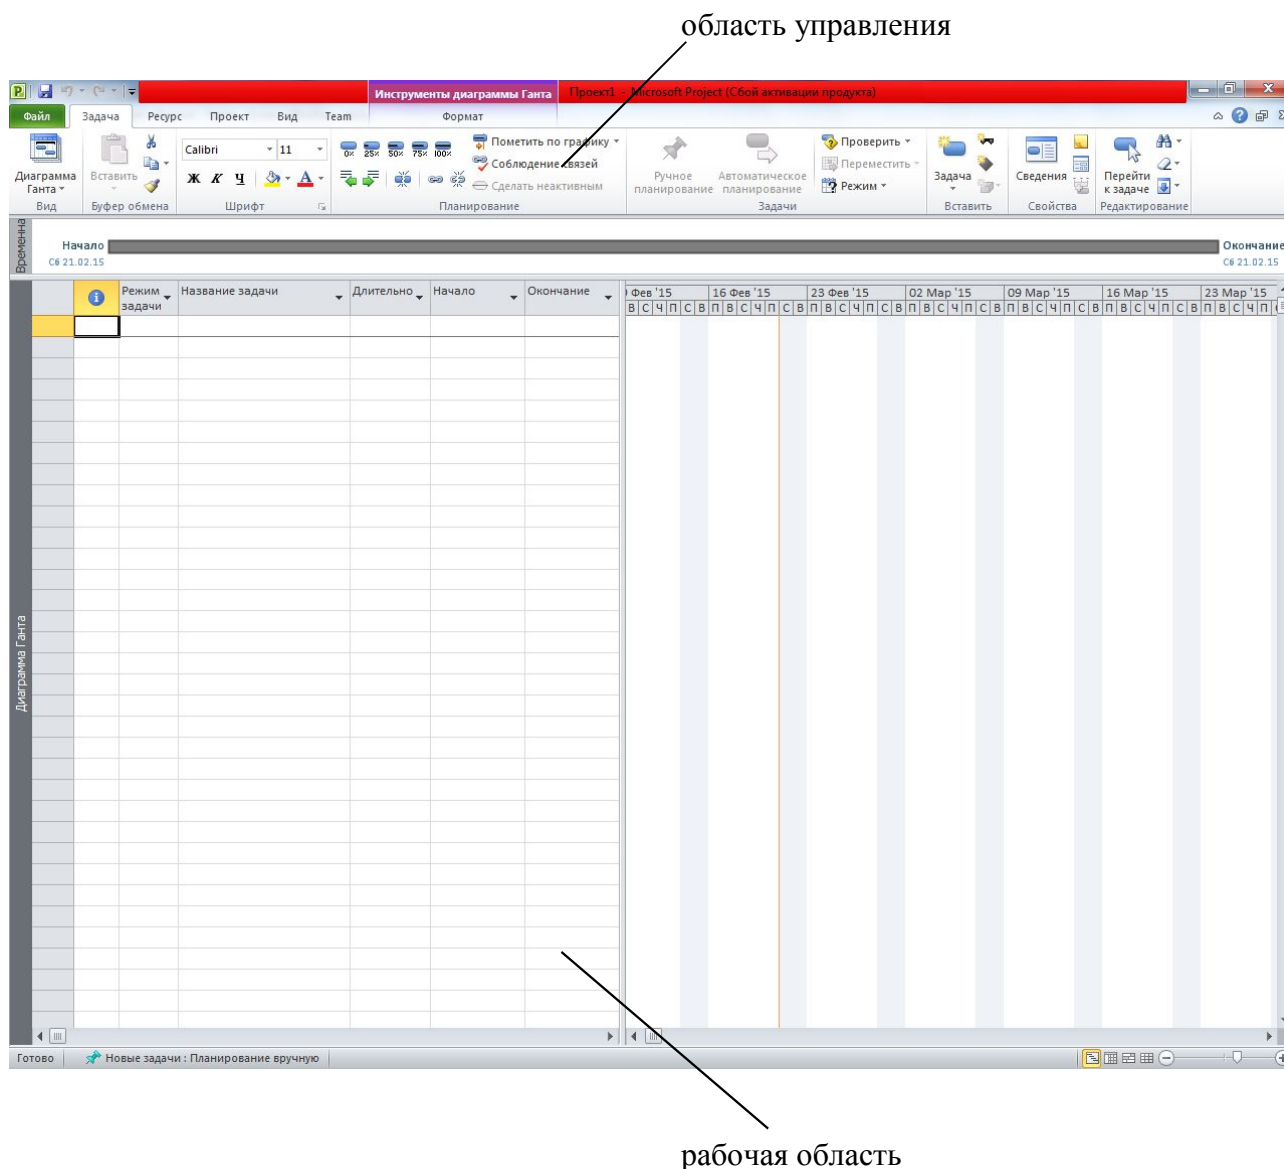 область управления
Инструменты диаграммы Ганта Проект1 - Microsoft Project (Сбой активации продукта)
Файл Задача Ресурс Проект Вид Team Формат
Диаграмма Ганта
Вставить
Calibri 11
Ж К Ч А
0× 25× 50× 75× 100×
Пометить по графику
Соблюдение связей
Сделать неактивным
Ручное планирование
Автоматическое планирование
Проверить
Переместить
Режим
Задача
Сведения
Перейти к задаче
Вид Буфер обмена Шрифт Планирование Задачи Вставить Свойства Редактирование
Временна
Начало
Сб 21.02.15
Окончание
Сб 21.02.15
Режим задачи Название задачи Длительно Начало Окончание
Фев '15 16 Фев '15 23 Фев '15 02 Мар '15 09 Мар '15 16 Мар '15 23 Мар '15
В С Ч П С В П В С Ч П С В П В С Ч П С В П В С Ч П С В П В С Ч П С В П В С Ч П С В П В С Ч П
Диаграмма Ганта
Готово Новые задачи : Планирование вручную
рабочая область